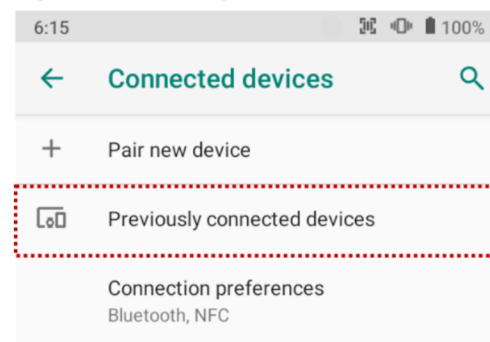 6:15
100%
Connected devices
Pair new device
Previously connected devices
Connection preferences
Bluetooth, NFC